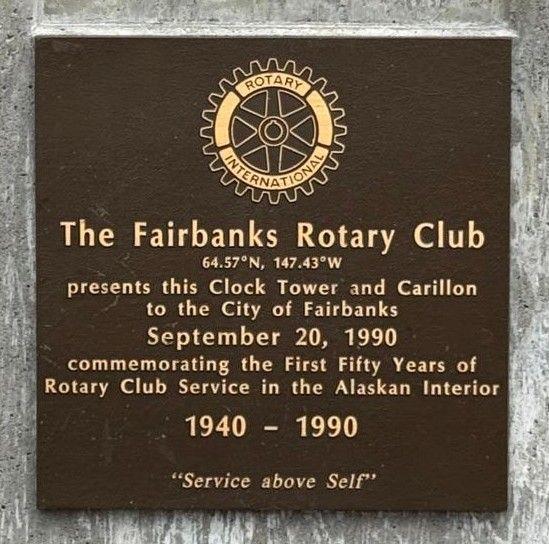 ROTARY
INTERNATIONAL
The Fairbanks Rotary Club
64.57°N, 147.43°W
presents this Clock Tower and Carillon
to the City of Fairbanks
September 20, 1990
commemorating the First Fifty Years of
Rotary Club Service in the Alaskan Interior
1940 – 1990
"Service above Self"